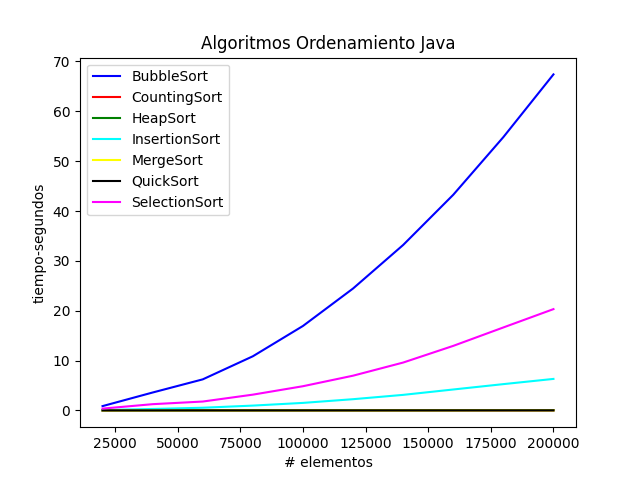 Algoritmos Ordenamiento Java
70
60
50
40
30
20
10
0
tiempo-segundos
BubbleSort
CountingSort
HeapSort
InsertionSort
MergeSort
QuickSort
SelectionSort
25000 50000 75000 100000 125000 150000 175000 200000
# elementos